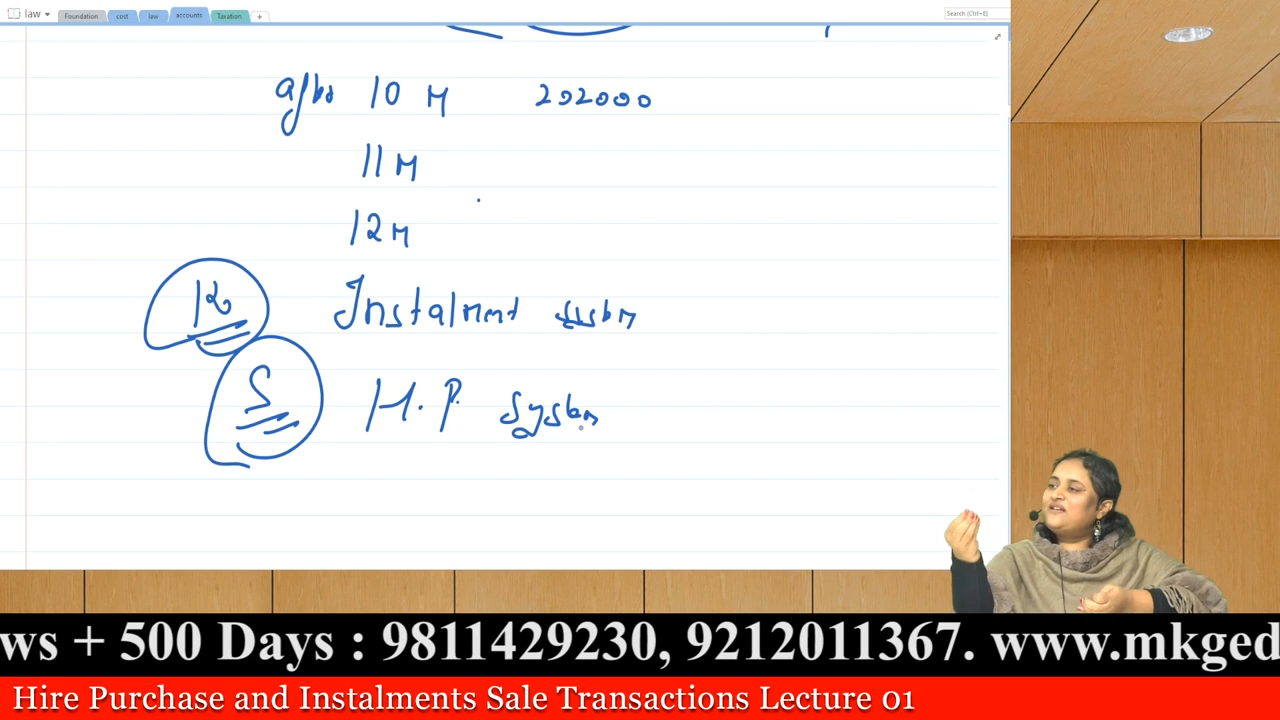 law Foundation cost law accounts Taxation + Search (Ctrl+E)
10 M 202000
11 M
12 M
R Instalment
S H.P. System
ws + 500 Days : 9811429230, 9212011367. www.mkged
Hire Purchase and Instalments Sale Transactions Lecture 01